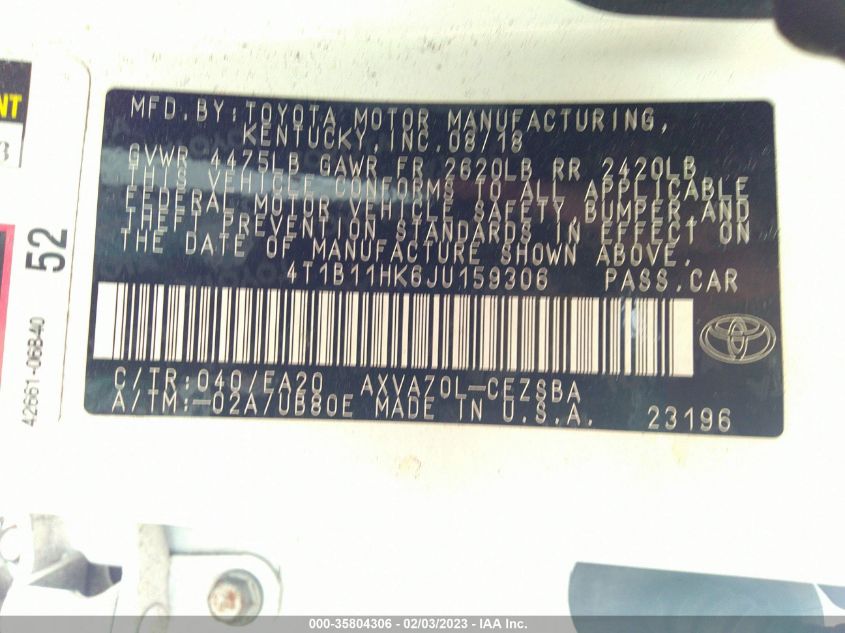 MFD.BY:TOYOTA MOTOR MANUFACTURING,
KENTUCKY,INC.08/18
GVWR 4475LB GAWR FR 2620LB RR 2420LB
THIS VEHICLE CONFORMS TO ALL APPLICABLE
FEDERAL MOTOR VEHICLE SAFETY,BUMPER,AND
THEFT PREVENTION STANDARDS IN EFFECT ON
THE DATE OF MANUFACTURE SHOWN ABOVE.
4T1B11HK6JU159306 PASS.CAR
C/TR:040/EA20 AXVA70L-CEZSBA
A/TM:-02A/UB80E MADE IN U.S.A. 23196
52
42661-06B40
000-35804306 - 02/03/2023 - IAA Inc.